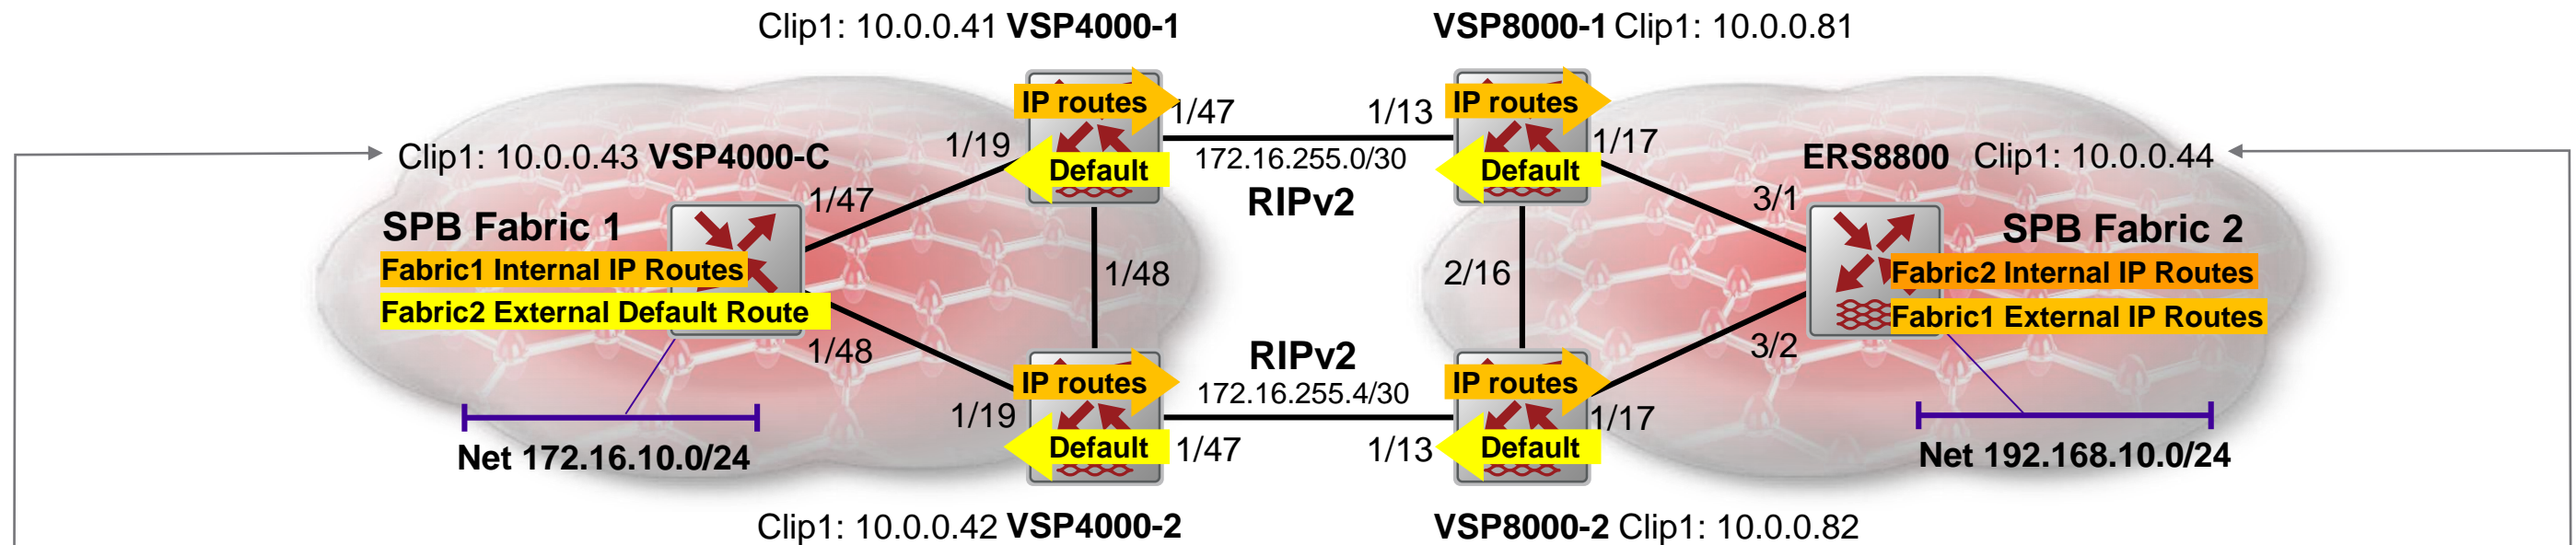 Clip1: 10.0.0.41 VSP4000-1
VSP8000-1 Clip1: 10.0.0.81
IP routes
1/47
1/13
IP routes
1/19
Default
172.16.255.0/30
RIPv2
Default
1/17
Clip1: 10.0.0.43 VSP4000-C
1/47
ERS8800 Clip1: 10.0.0.44
3/1
SPB Fabric 1
Fabric1 Internal IP Routes
Fabric2 External Default Route
SPB Fabric 2
Fabric2 Internal IP Routes
Fabric1 External IP Routes
1/48
2/16
1/48
3/2
RIPv2
172.16.255.4/30
IP routes
IP routes
1/19
Default
1/47
1/13
Default
1/17
Net 172.16.10.0/24
Net 192.168.10.0/24
Clip1: 10.0.0.42 VSP4000-2
VSP8000-2 Clip1: 10.0.0.82